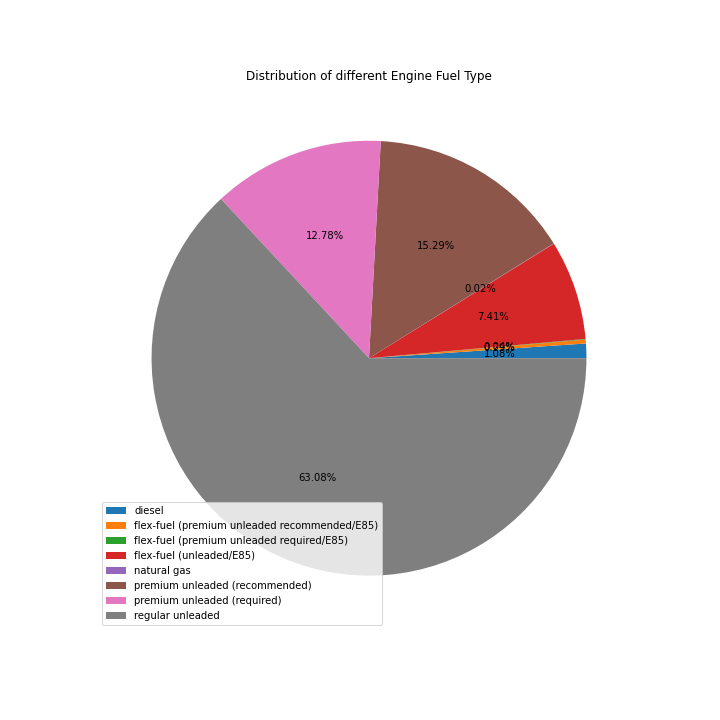 Distribution of different Engine Fuel Type
12.78%
15.29%
0.02%
7.41%
1.08%
63.08%
diesel
flex-fuel (premium unleaded recommended/E85)
flex-fuel (premium unleaded required/E85)
flex-fuel (unleaded/E85)
natural gas
premium unleaded (recommended)
premium unleaded (required)
regular unleaded